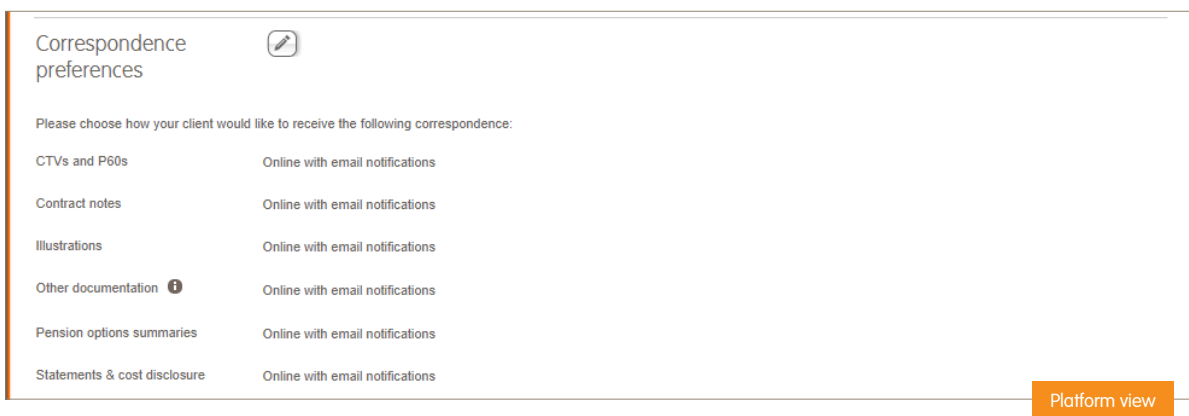 Correspondence
preferences
Please choose how your client would like to receive the following correspondence:
CTVs and P60s Online with email notifications
Contract notes Online with email notifications
Illustrations Online with email notifications
Other documentation i Online with email notifications
Pension options summaries Online with email notifications
Statements & cost disclosure Online with email notifications
Platform view